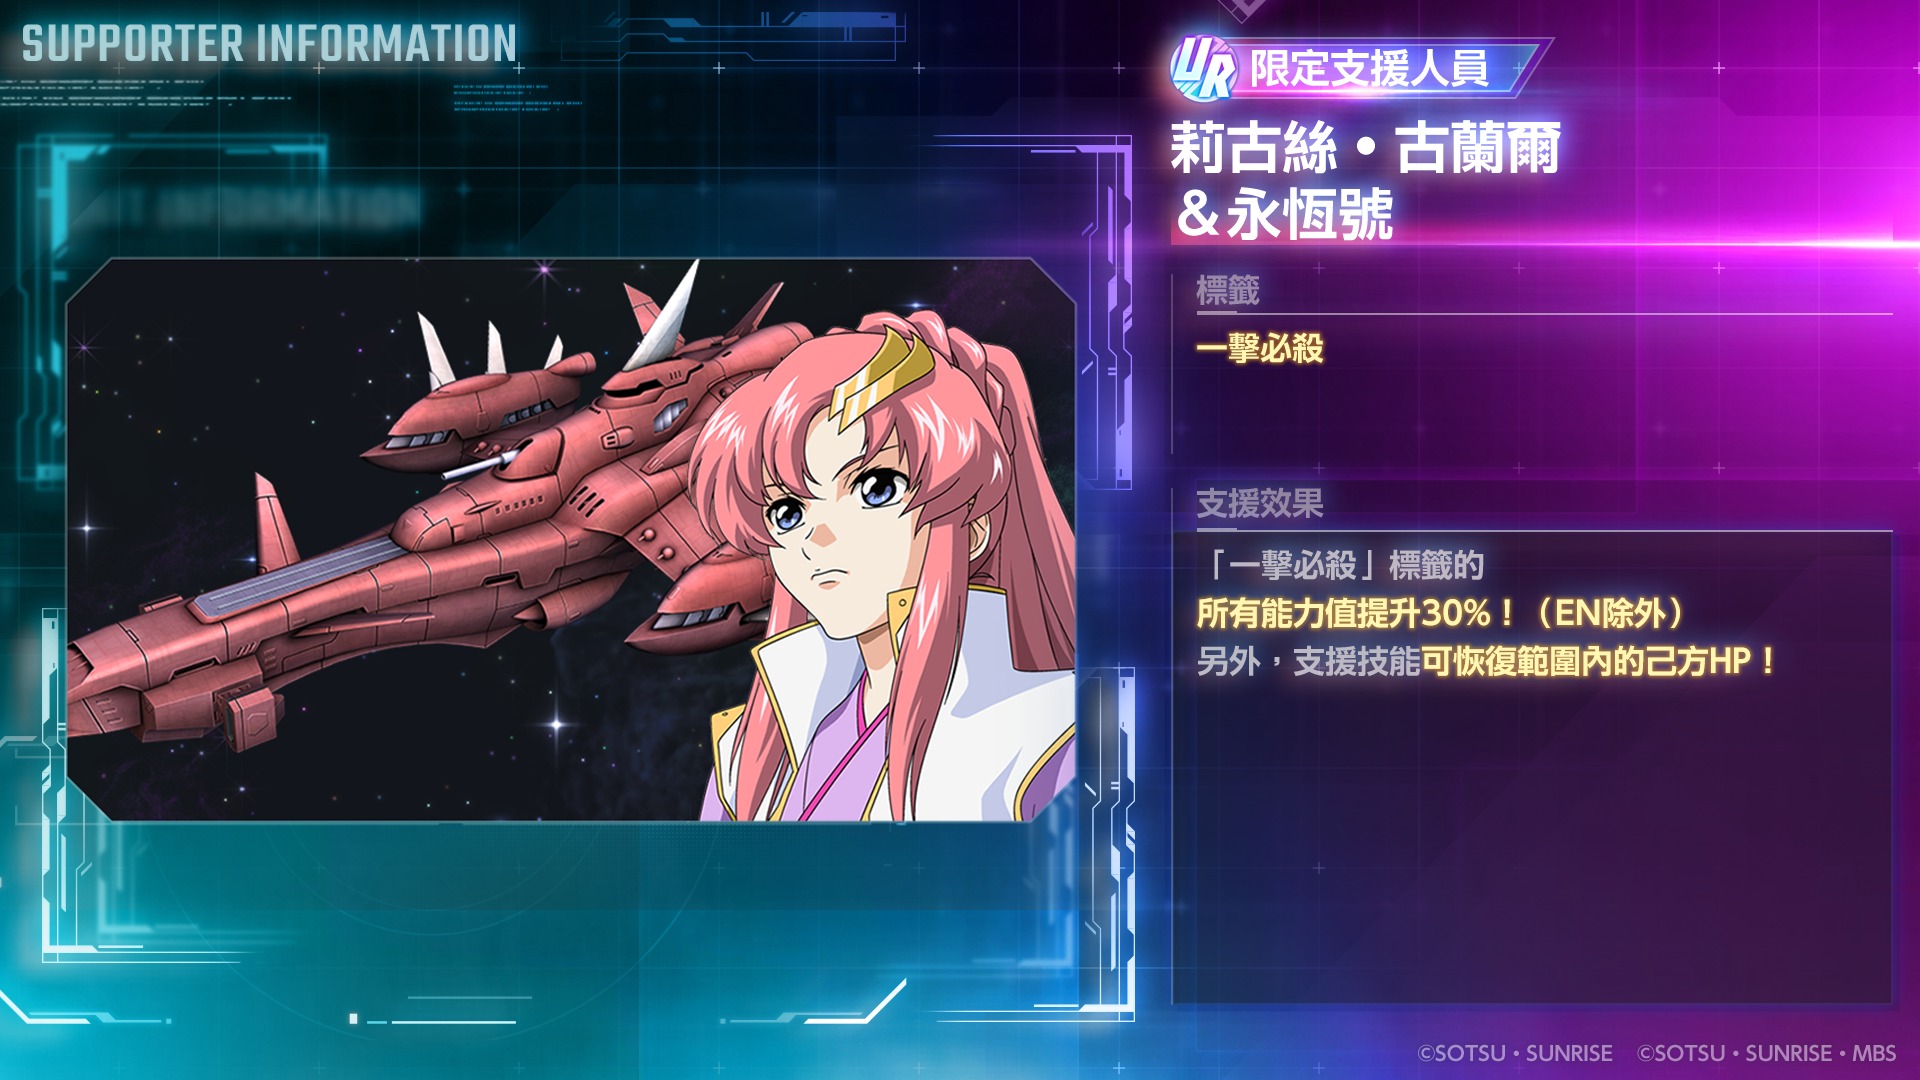 SUPPORTER INFORMATION
UR 限定支援人員
莉古絲・古蘭爾
＆永恆號
標籤
一擊必殺
支援效果
「一擊必殺」標籤的
所有能力值提升30%！（EN除外）
另外，支援技能可恢復範圍內的己方HP！
©SOTSU・SUNRISE ©SOTSU・SUNRISE・MBS